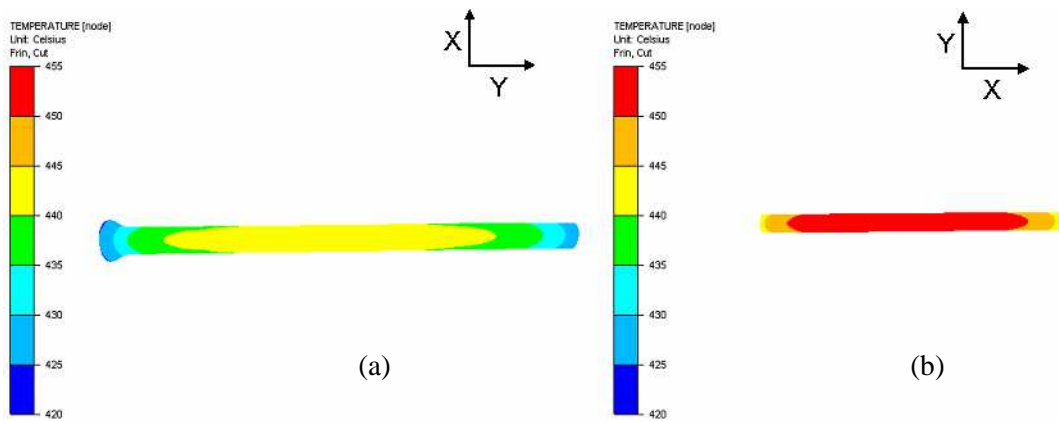 TEMPERATURE [node]
Unit: Celsius
Frin, Cut
455
450
445
440
435
430
425
420
X
Y
(a)
TEMPERATURE [node]
Unit: Celsius
Frin, Cut
455
450
445
440
435
430
425
420
Y
X
(b)